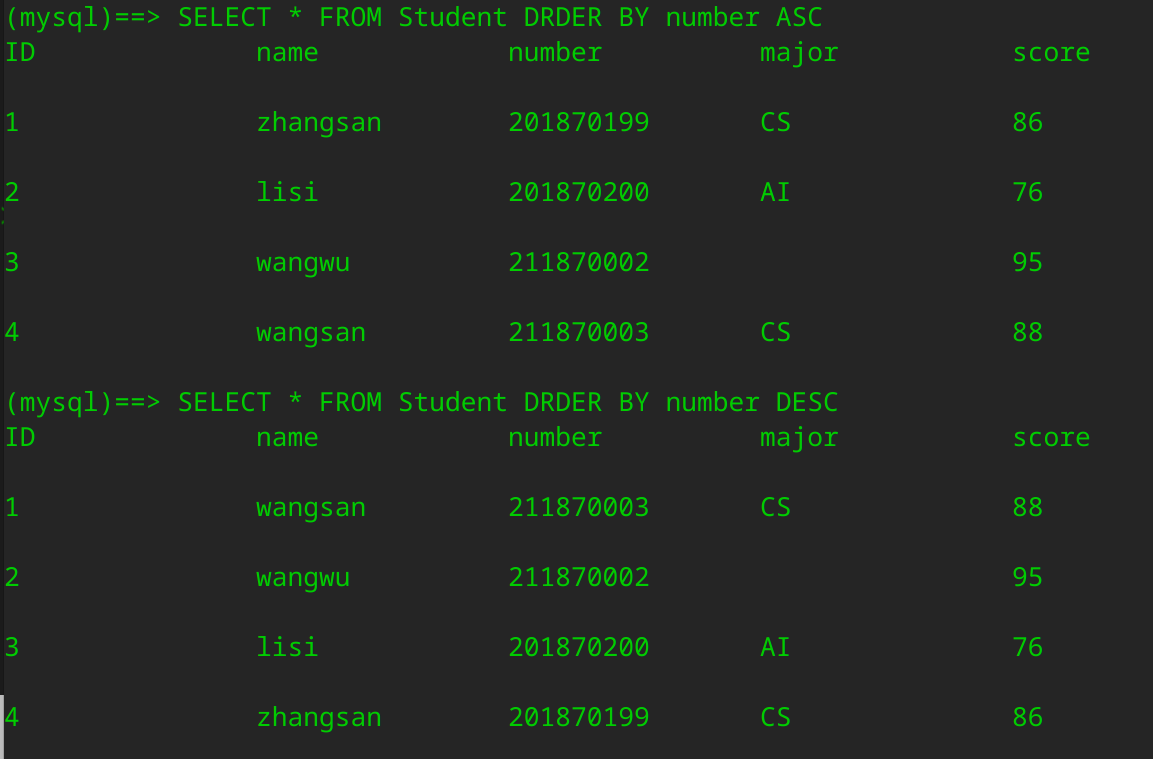 (mysql)==> SELECT * FROM Student DRDER BY number ASC
ID name number major score
1 zhangsan 201870199 CS 86
2 lisi 201870200 AI 76
3 wangwu 211870002 95
4 wangsan 211870003 CS 88
(mysql)==> SELECT * FROM Student DRDER BY number DESC
ID name number major score
1 wangsan 211870003 CS 88
2 wangwu 211870002 95
3 lisi 201870200 AI 76
4 zhangsan 201870199 CS 86